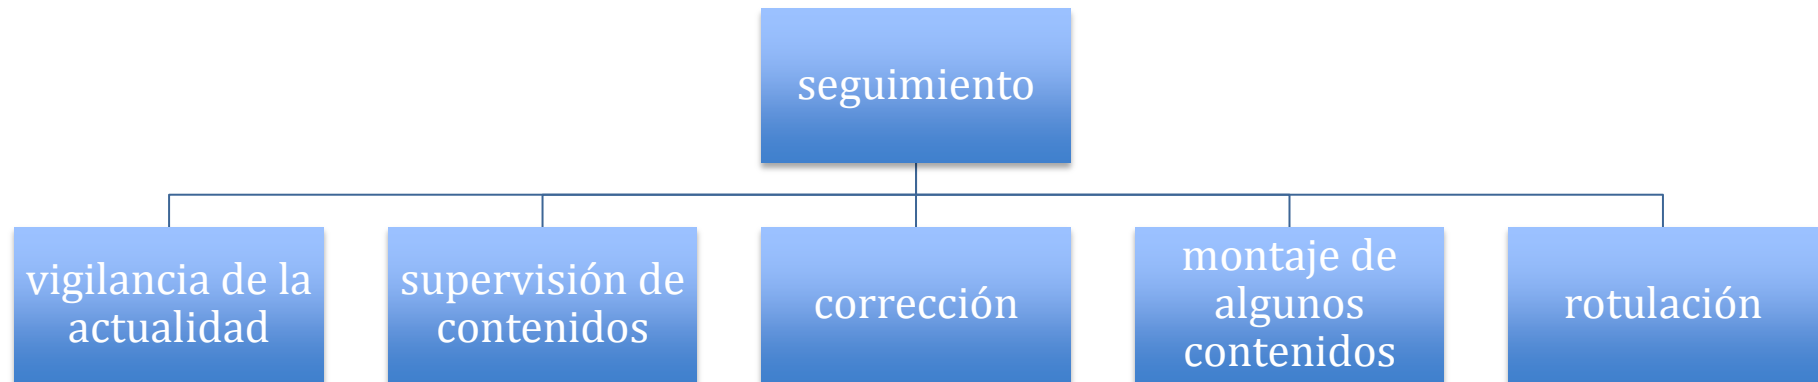 seguimiento
vigilancia de la
actualidad
supervisión de
contenidos
corrección
montaje de
algunos
contenidos
rotulación